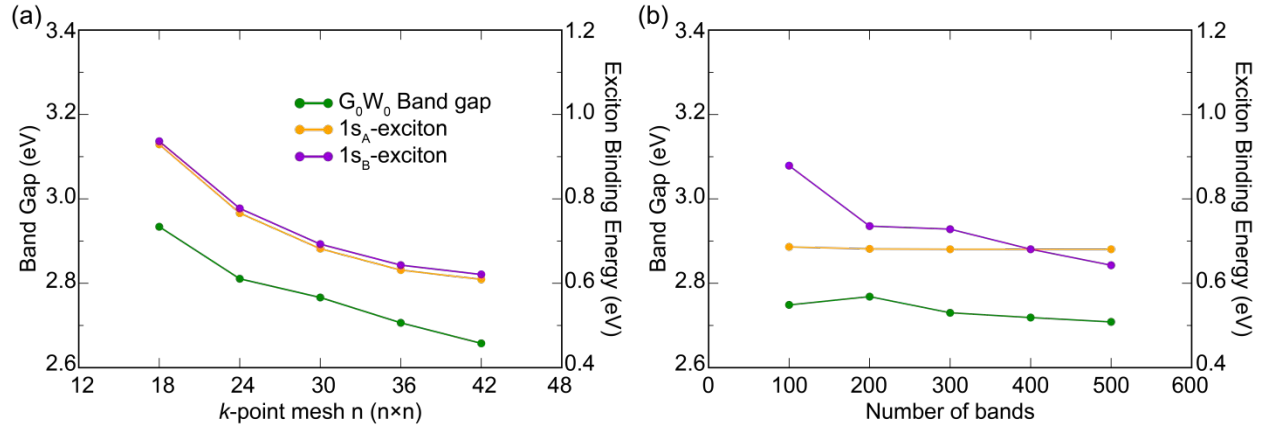 (a)
3.4
3.2
3.0
2.8
2.6
Band Gap (eV)
12 18 24 30 36 42 48
k-point mesh n (n×n)
1.2
1.0
0.8
0.6
0.4
Exciton Binding Energy (eV)
G₀W₀ Band gap
1s_A-exciton
1s_B-exciton
(b)
3.4
3.2
3.0
2.8
2.6
Band Gap (eV)
0 100 200 300 400 500 600
Number of bands
1.2
1.0
0.8
0.6
0.4
Exciton Binding Energy (eV)